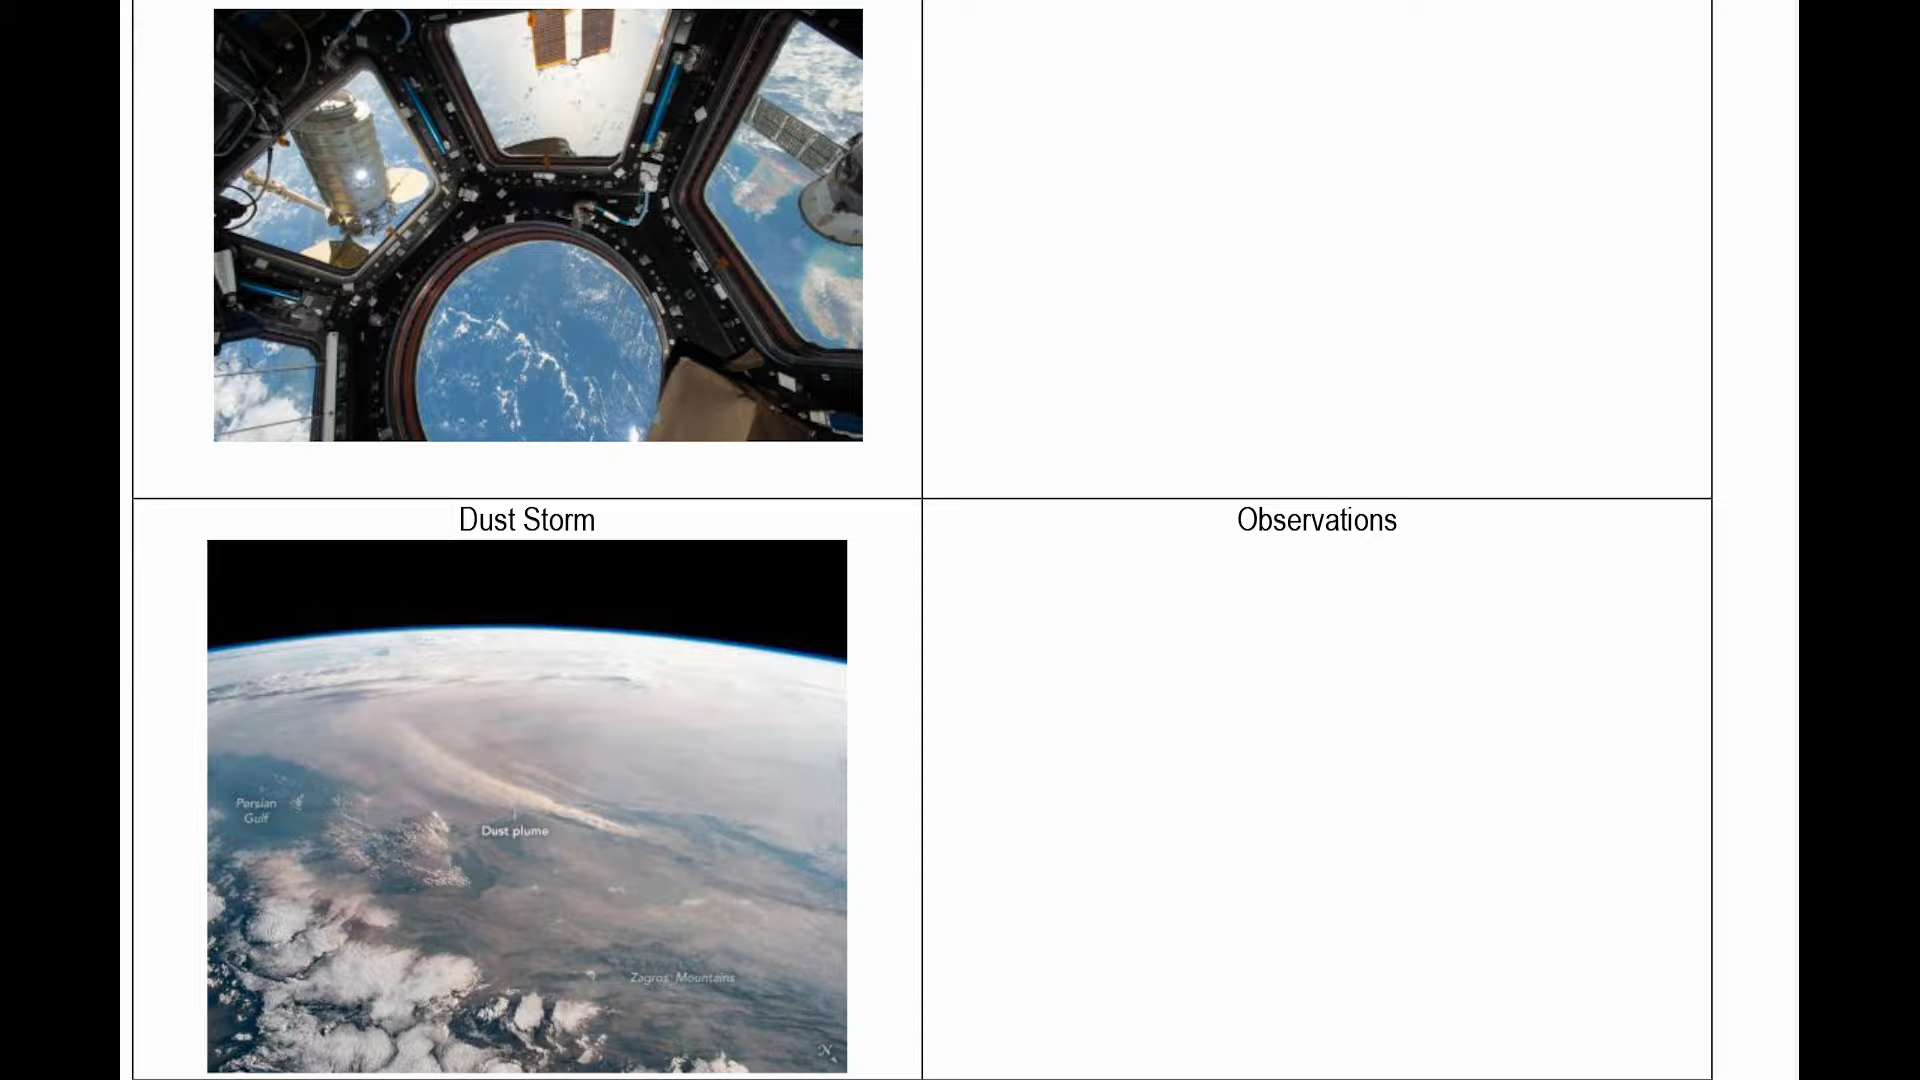 Dust Storm
Observations
Persian
Gulf
Dust plume
Zagros Mountains
N